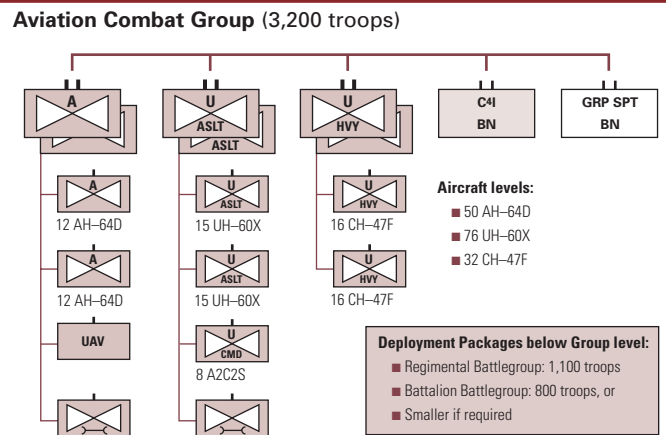 Aviation Combat Group (3,200 troops)
A
U
ASLT
ASLT
U
HVY
C4I
BN
GRP SPT
BN
A
12 AH–64D
A
12 AH–64D
UAV
U
ASLT
15 UH–60X
U
ASLT
15 UH–60X
U
CMD
8 A2C2S
U
HVY
16 CH–47F
U
HVY
16 CH–47F
Aircraft levels:
■ 50 AH–64D
■ 76 UH–60X
■ 32 CH–47F
Deployment Packages below Group level:
■ Regimental Battlegroup: 1,100 troops
■ Battalion Battlegroup: 800 troops, or
■ Smaller if required